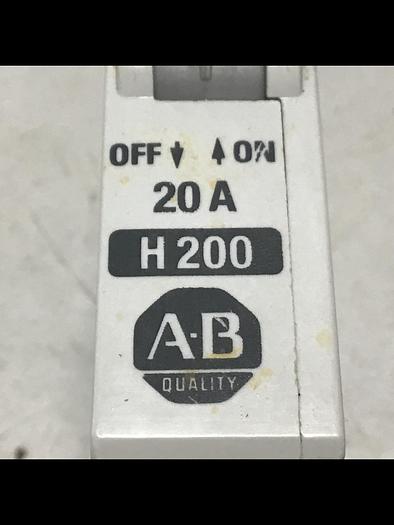 OFF ↓ ↑ ON
20 A
H 200
A-B
QUALITY